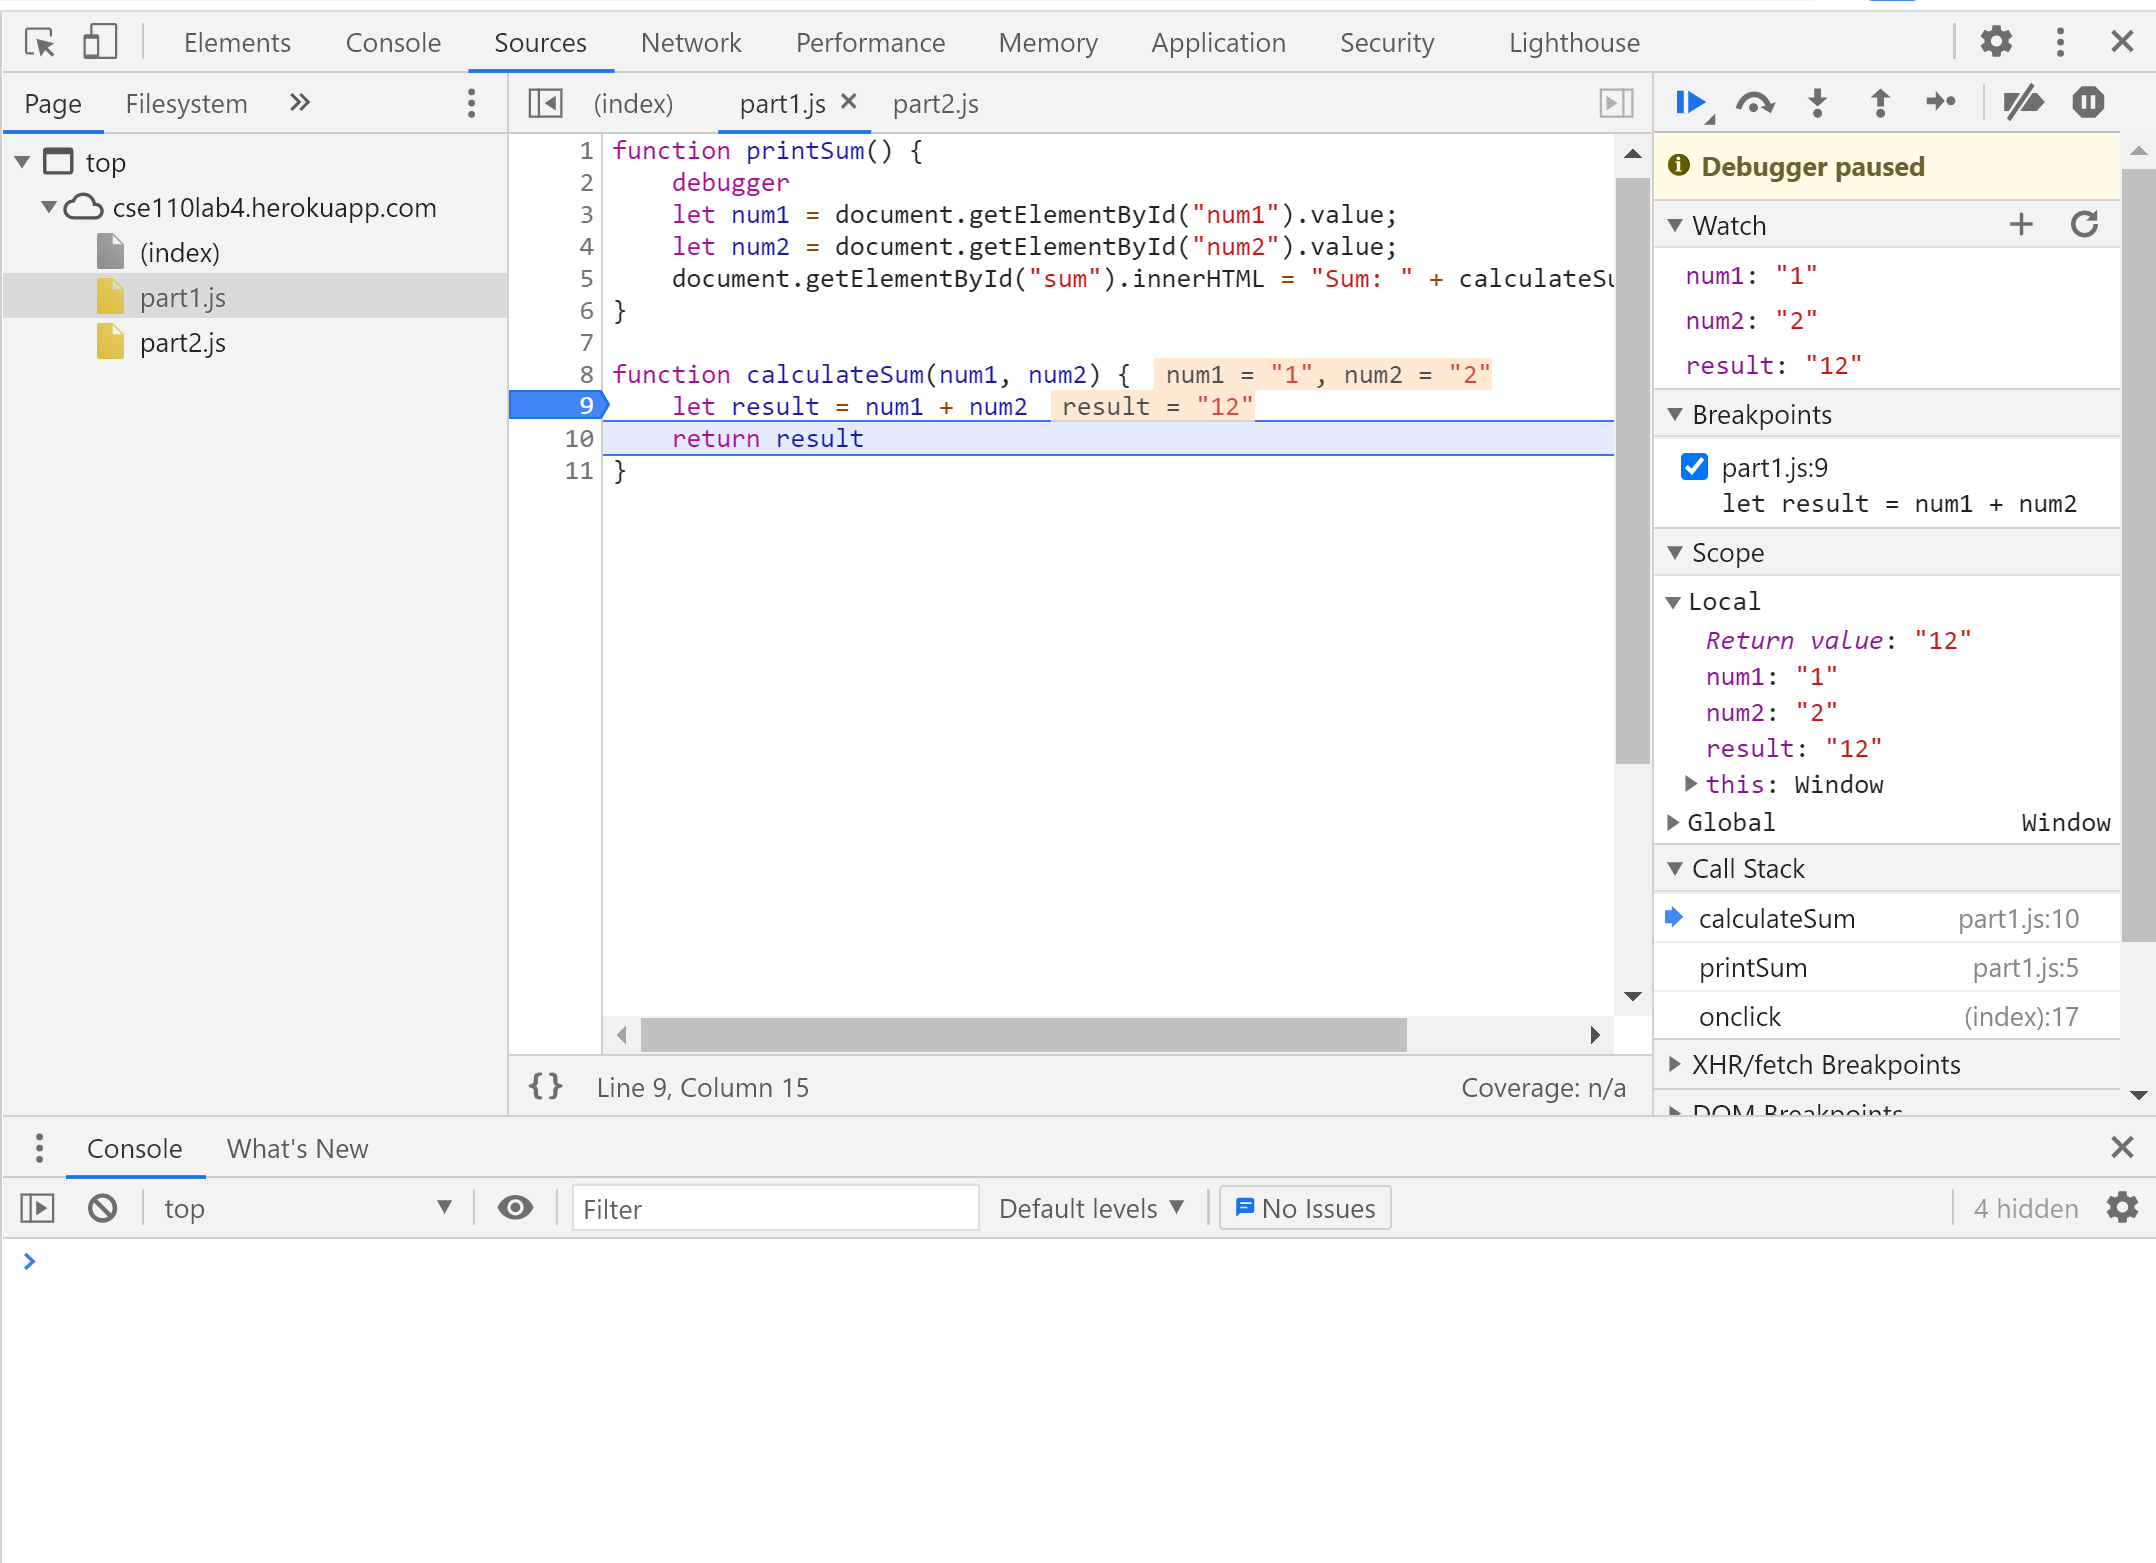 Elements Console Sources Network Performance Memory Application Security Lighthouse
Page Filesystem
(index) part1.js part2.js
top
cse110lab4.herokuapp.com
(index)
part1.js
part2.js
1 function printSum() {
2 debugger
3 let num1 = document.getElementById("num1").value;
4 let num2 = document.getElementById("num2").value;
5 document.getElementById("sum").innerHTML = "Sum: " + calculateSu
6 }
7
8 function calculateSum(num1, num2) { num1 = "1", num2 = "2"
9 let result = num1 + num2 result = "12"
10 return result
11 }
{} Line 9, Column 15 Coverage: n/a
Debugger paused
Watch
num1: "1"
num2: "2"
result: "12"
Breakpoints
part1.js:9
let result = num1 + num2
Scope
Local
Return value: "12"
num1: "1"
num2: "2"
result: "12"
this: Window
Global Window
Call Stack
calculateSum part1.js:10
printSum part1.js:5
onclick (index):17
XHR/fetch Breakpoints
DOM Breakpoints
Console What's New
top Filter Default levels No Issues 4 hidden